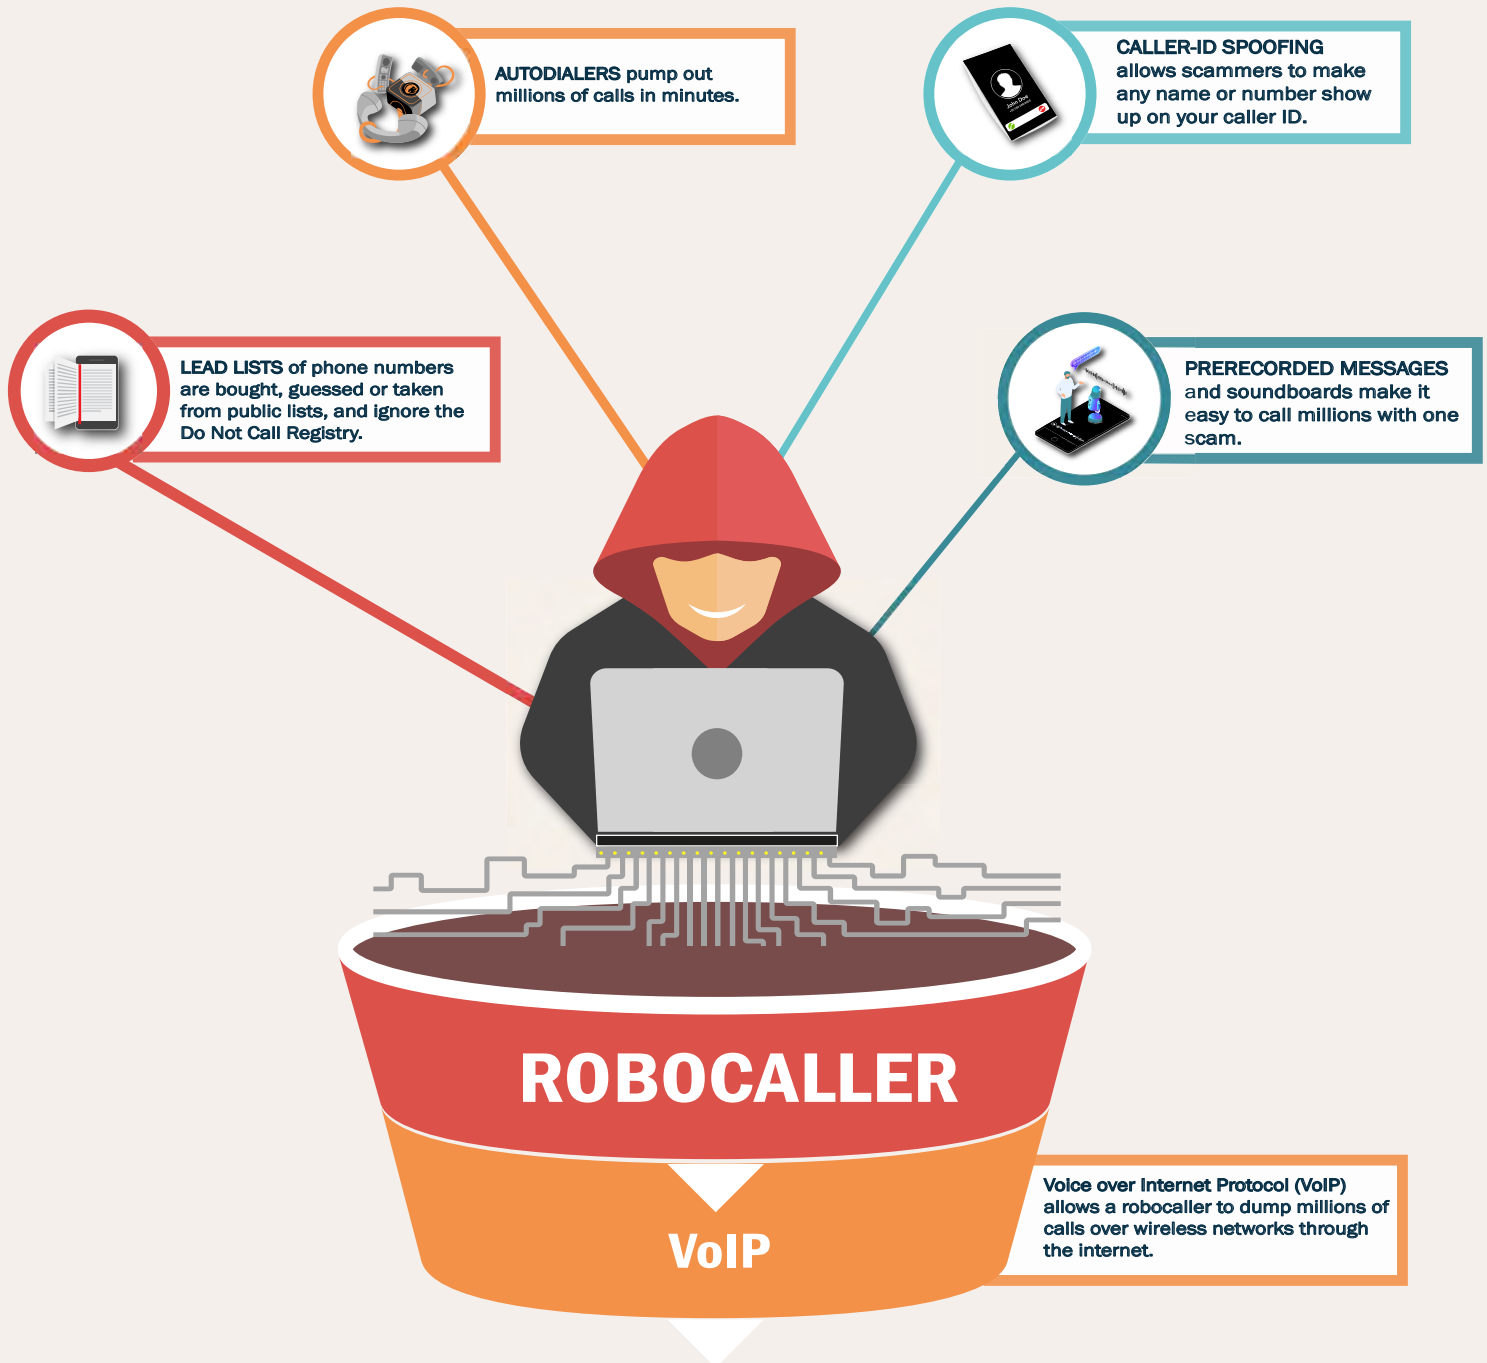 AUTODIALERS pump out
millions of calls in minutes.
CALLER-ID SPOOFING
allows scammers to make
any name or number show
up on your caller ID.
John Doe
LEAD LISTS of phone numbers
are bought, guessed or taken
from public lists, and ignore the
Do Not Call Registry.
PRERECORDED MESSAGES
and soundboards make it
easy to call millions with one
scam.
ROBOCALLER
VoIP
Voice over Internet Protocol (VoIP)
allows a robocaller to dump millions of
calls over wireless networks through
the internet.